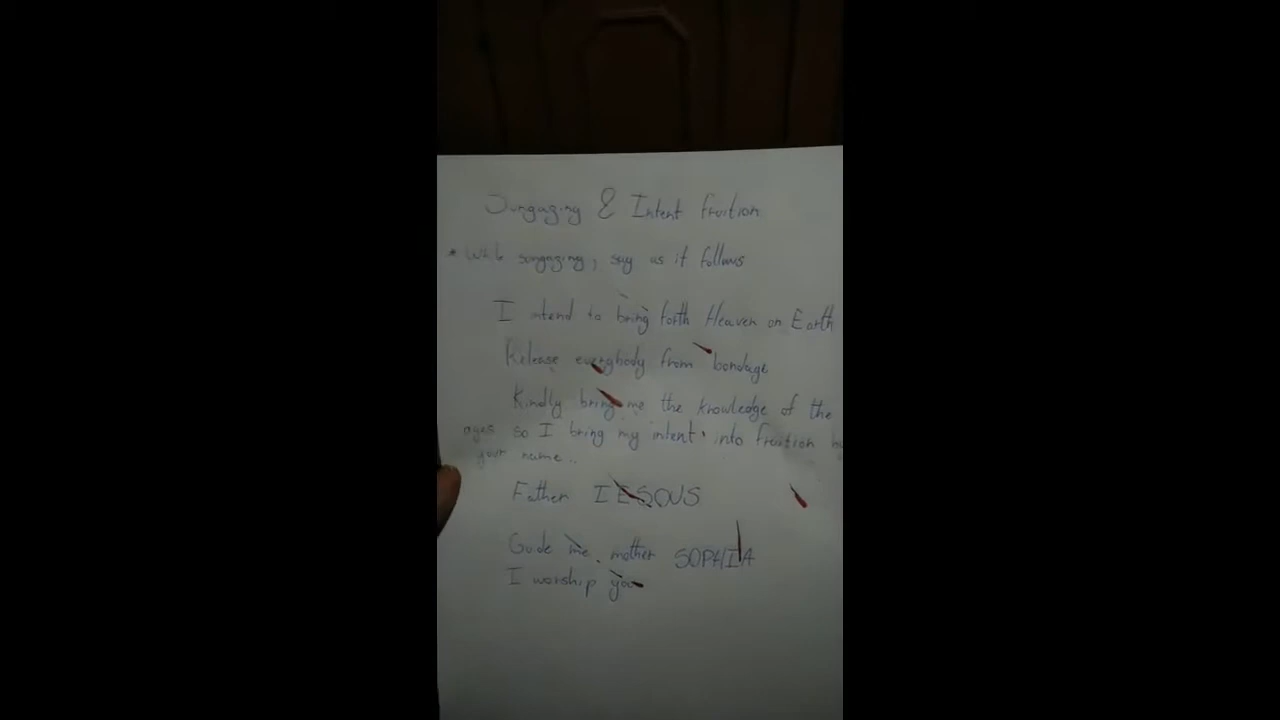 Sungazing & Intent fruition
* While sungazing, say as it follows
I intend to bring forth Heaven on Earth
Release everybody from bondage
Kindly bring me the knowledge of the
ages so I bring my intent into fruition by
your name..
Father IESOUS
Guide me mother SOPHIA
I worship you